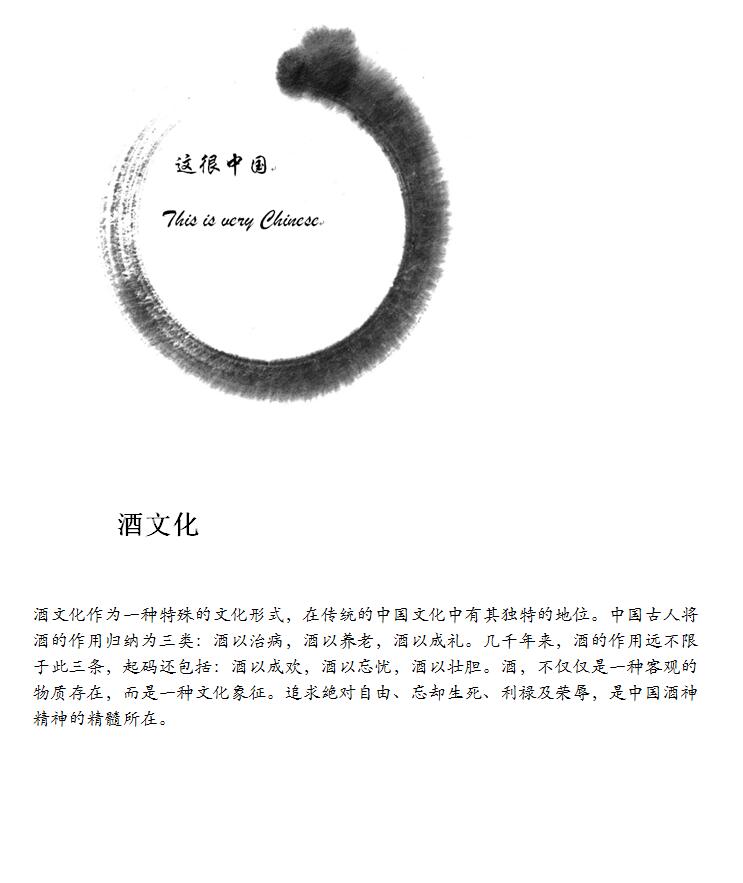 这很中国
This is very Chinese
酒文化
酒文化作为一种特殊的文化形式，在传统的中国文化中有其独特的地位。中国古人将
酒的作用归纳为三类：酒以治病，酒以养老，酒以成礼。几千年来，酒的作用远不限
于此三条，起码还包括：酒以成欢，酒以忘忧，酒以壮胆。酒，不仅仅是一种客观的
物质存在，而是一种文化象征。追求绝对自由、忘却生死、利禄及荣辱，是中国酒神
精神的精髓所在。